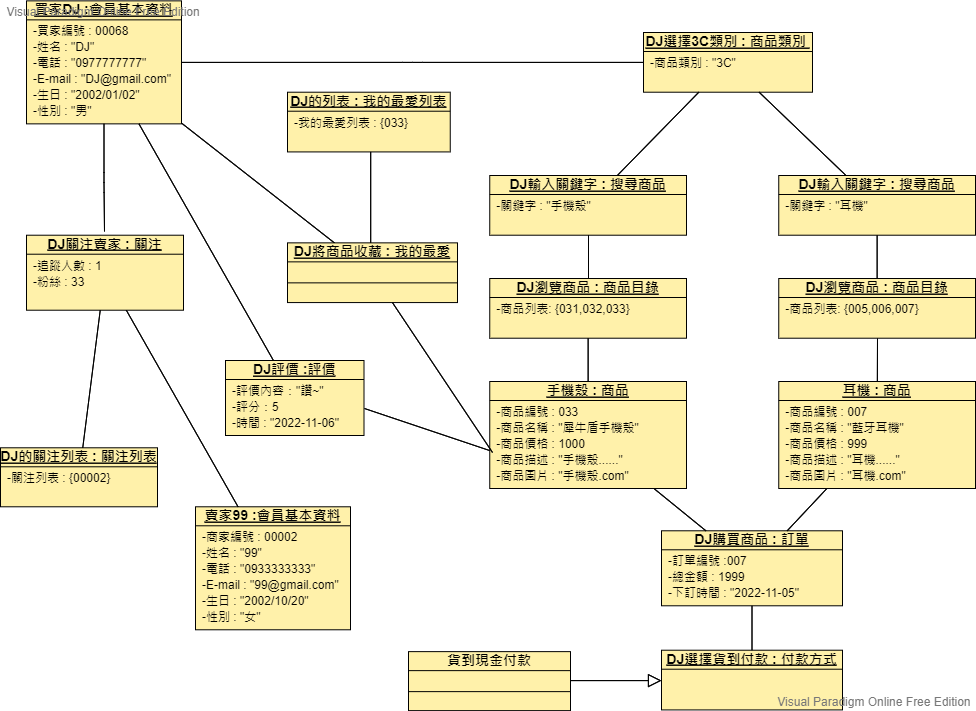 Visual Paradigm Online Free Edition
買家DJ :會員基本資料
-買家編號 : 00068
-姓名 : "DJ"
-電話 : "0977777777"
-E-mail : "DJ@gmail.com"
-生日 : "2002/01/02"
-性別 : "男"
DJ選擇3C類別 : 商品類別
-商品類別 : "3C"
DJ的列表 : 我的最愛列表
-我的最愛列表 : {033}
DJ輸入關鍵字 : 搜尋商品
-關鍵字 : "手機殼"
DJ輸入關鍵字 : 搜尋商品
-關鍵字 : "耳機"
DJ關注賣家 : 關注
-追蹤人數 : 1
-粉絲 : 33
DJ將商品收藏 : 我的最愛
DJ瀏覽商品 : 商品目錄
-商品列表: {031,032,033}
DJ瀏覽商品 : 商品目錄
-商品列表: {005,006,007}
DJ評價 :評價
-評價內容 : "讚~"
-評分 : 5
-時間 : "2022-11-06"
手機殼 : 商品
-商品編號 : 033
-商品名稱 : "犀牛盾手機殼"
-商品價格 : 1000
-商品描述 : "手機殼......"
-商品圖片 : "手機殼.com"
耳機 : 商品
-商品編號 : 007
-商品名稱 : "藍牙耳機"
-商品價格 : 999
-商品描述 : "耳機......"
-商品圖片 : "耳機.com"
DJ的關注列表 : 關注列表
-關注列表 : {00002}
賣家99 :會員基本資料
-商家編號 : 00002
-姓名 : "99"
-電話 : "0933333333"
-E-mail : "99@gmail.com"
-生日 : "2002/10/20"
-性別 : "女"
DJ購買商品 : 訂單
-訂單編號 :007
-總金額 : 1999
-下訂時間 : "2022-11-05"
貨到現金付款
DJ選擇貨到付款 : 付款方式
Visual Paradigm Online Free Edition